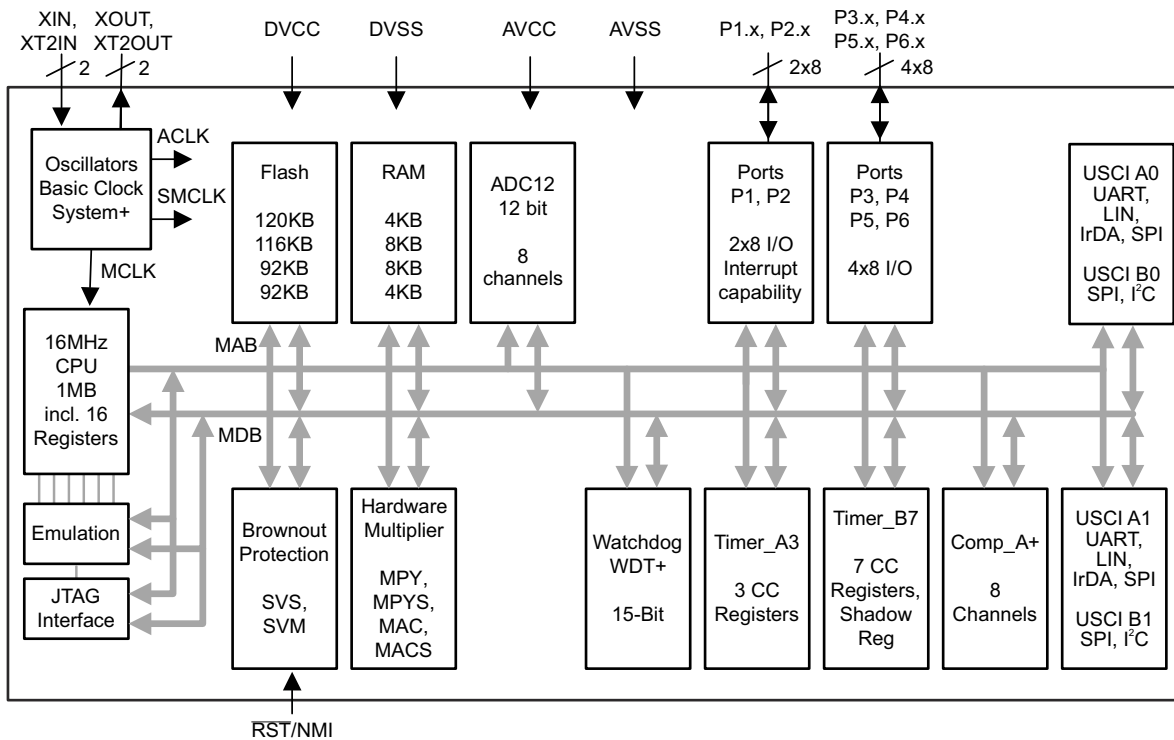 XIN,
XT2IN
XOUT,
XT2OUT
DVCC
DVSS
AVCC
AVSS
P1.x, P2.x
P3.x, P4.x
P5.x, P6.x
2
2
2x8
4x8
Oscillators
Basic Clock
System+
ACLK
SMCLK
MCLK
Flash
120KB
116KB
92KB
92KB
RAM
4KB
8KB
8KB
4KB
ADC12
12 bit
8
channels
Ports
P1, P2
2x8 I/O
Interrupt
capability
Ports
P3, P4
P5, P6
4x8 I/O
USCI A0
UART,
LIN,
IrDA, SPI
USCI B0
SPI, I²C
16MHz
CPU
1MB
incl. 16
Registers
MAB
MDB
Emulation
JTAG
Interface
Brownout
Protection
SVS,
SVM
Hardware
Multiplier
MPY,
MPYS,
MAC,
MACS
Watchdog
WDT+
15-Bit
Timer_A3
3 CC
Registers
Timer_B7
7 CC
Registers,
Shadow
Reg
Comp_A+
8
Channels
USCI A1
UART,
LIN,
IrDA, SPI
USCI B1
SPI, I²C
RST/NMI